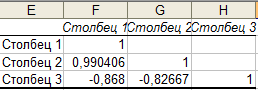 E F G H
Столбец 1 Столбец 2 Столбец 3
Столбец 1 1
Столбец 2 0,990406 1
Столбец 3 -0,868 -0,82667 1